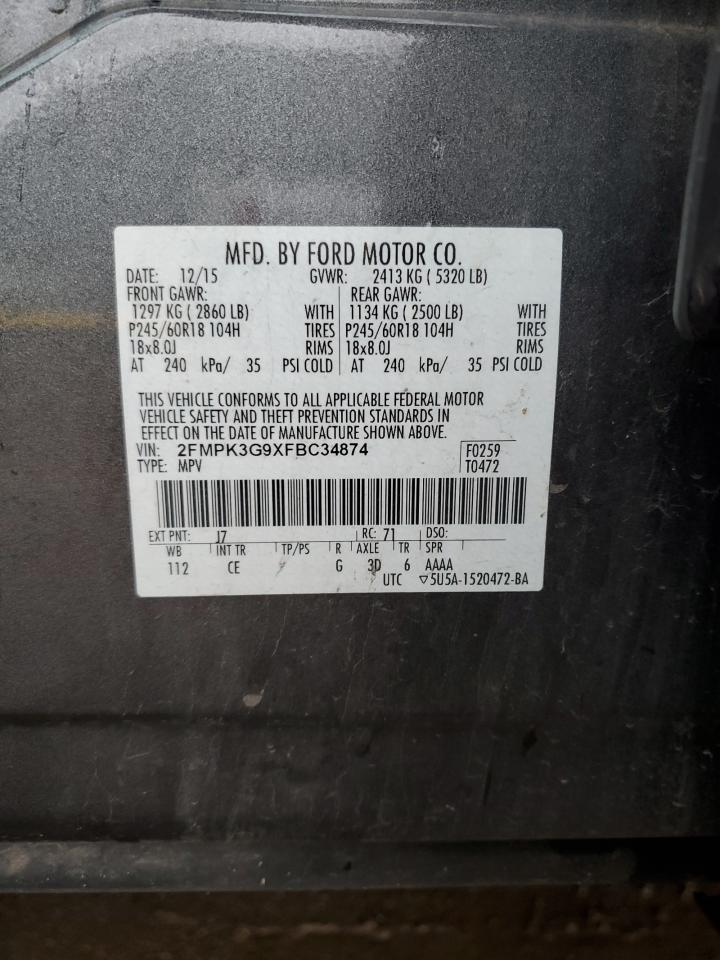 MFD. BY FORD MOTOR CO.
DATE: 12/15 GVWR: 2413 KG ( 5320 LB)
FRONT GAWR: REAR GAWR:
1297 KG ( 2860 LB) WITH 1134 KG ( 2500 LB) WITH
P245/60R18 104H TIRES P245/60R18 104H TIRES
18x8.0J RIMS 18x8.0J RIMS
AT 240 kPa/ 35 PSI COLD AT 240 kPa/ 35 PSI COLD
THIS VEHICLE CONFORMS TO ALL APPLICABLE FEDERAL MOTOR
VEHICLE SAFETY AND THEFT PREVENTION STANDARDS IN
EFFECT ON THE DATE OF MANUFACTURE SHOWN ABOVE.
VIN: 2FMPK3G9XFBC34874 F0259
TYPE: MPV T0472
EXT PNT: J7 RC: 71 DSO:
WB INT TR TP/PS R AXLE TR SPR
112 CE G 3D 6 AAAA
UTC ▽5U5A-1520472-BA